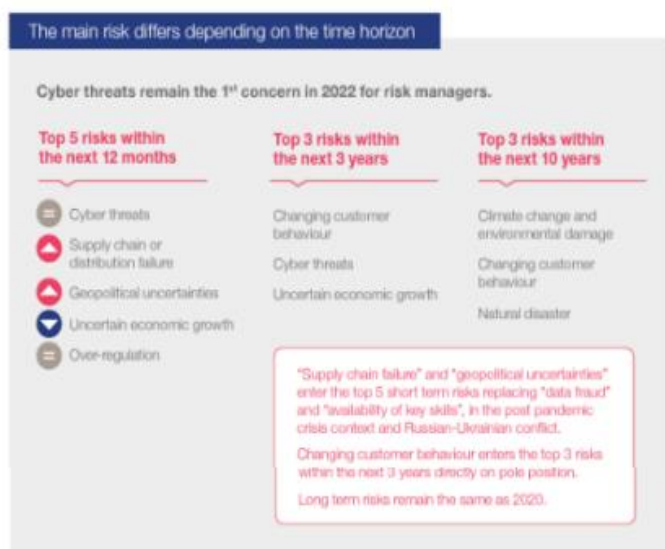 The main risk differs depending on the time horizon
Cyber threats remain the 1st concern in 2022 for risk managers.
Top 5 risks within
the next 12 months
Cyber threats
Supply chain or
distribution failure
Geopolitical uncertainties
Uncertain economic growth
Over-regulation
Top 3 risks within
the next 3 years
Changing customer
behaviour
Cyber threats
Uncertain economic growth
Top 3 risks within
the next 10 years
Climate change and
environmental damage
Changing customer
behaviour
Natural disaster
"Supply chain failure" and "geopolitical uncertainties"
enter the top 5 short term risks replacing "data fraud"
and "availability of key skills", in the post pandemic
crisis context and Russian-Ukrainian conflict.
Changing customer behaviour enters the top 3 risks
within the next 3 years directly on pole position.
Long term risks remain the same as 2020.